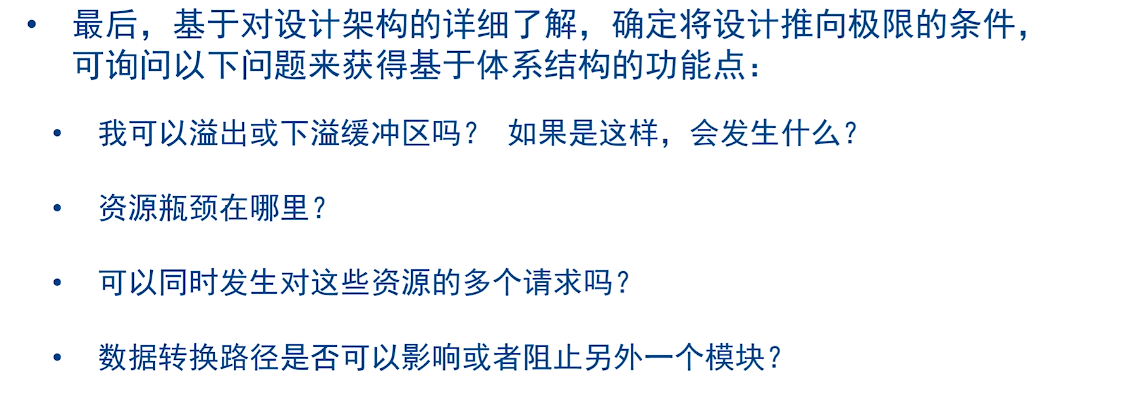 • 最后，基于对设计架构的详细了解，确定将设计推向极限的条件，
可询问以下问题来获得基于体系结构的功能点：
• 我可以溢出或下溢缓冲区吗？ 如果是这样，会发生什么？
• 资源瓶颈在哪里？
• 可以同时发生对这些资源的多个请求吗？
• 数据转换路径是否可以影响或者阻止另外一个模块？